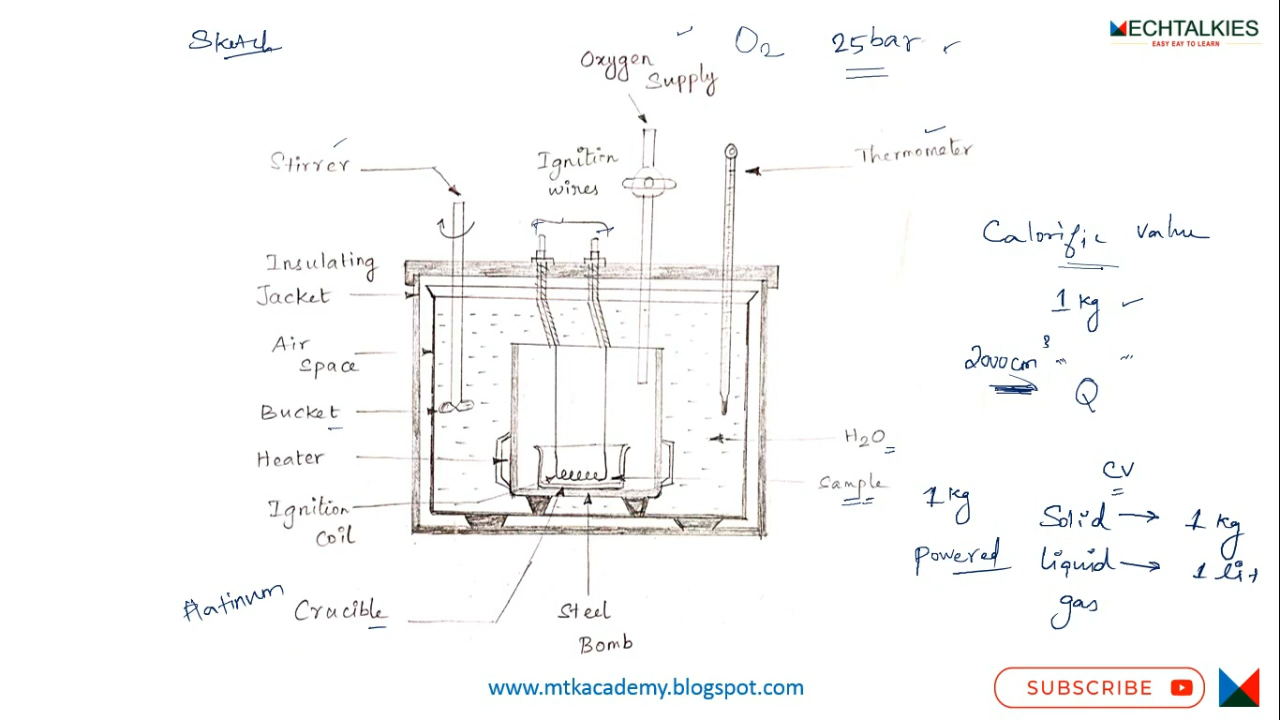 Sketch
O2 25bar
MECHTALKIES
EASY EAT TO LEARN
Oxygen
Supply
Stirrer
Ignition
wires
Thermometer
Calorific value
1 kg
2000cm3 " "
Q
Insulating
Jacket
Air
Space
Bucket
Heater
Ignition
coil
H2O
Sample
CV
1 kg
Solid → 1 kg
Powered liquid → 1 lit
gas
Platinum Crucible
Steel
Bomb
www.mtkacademy.blogspot.com
SUBSCRIBE